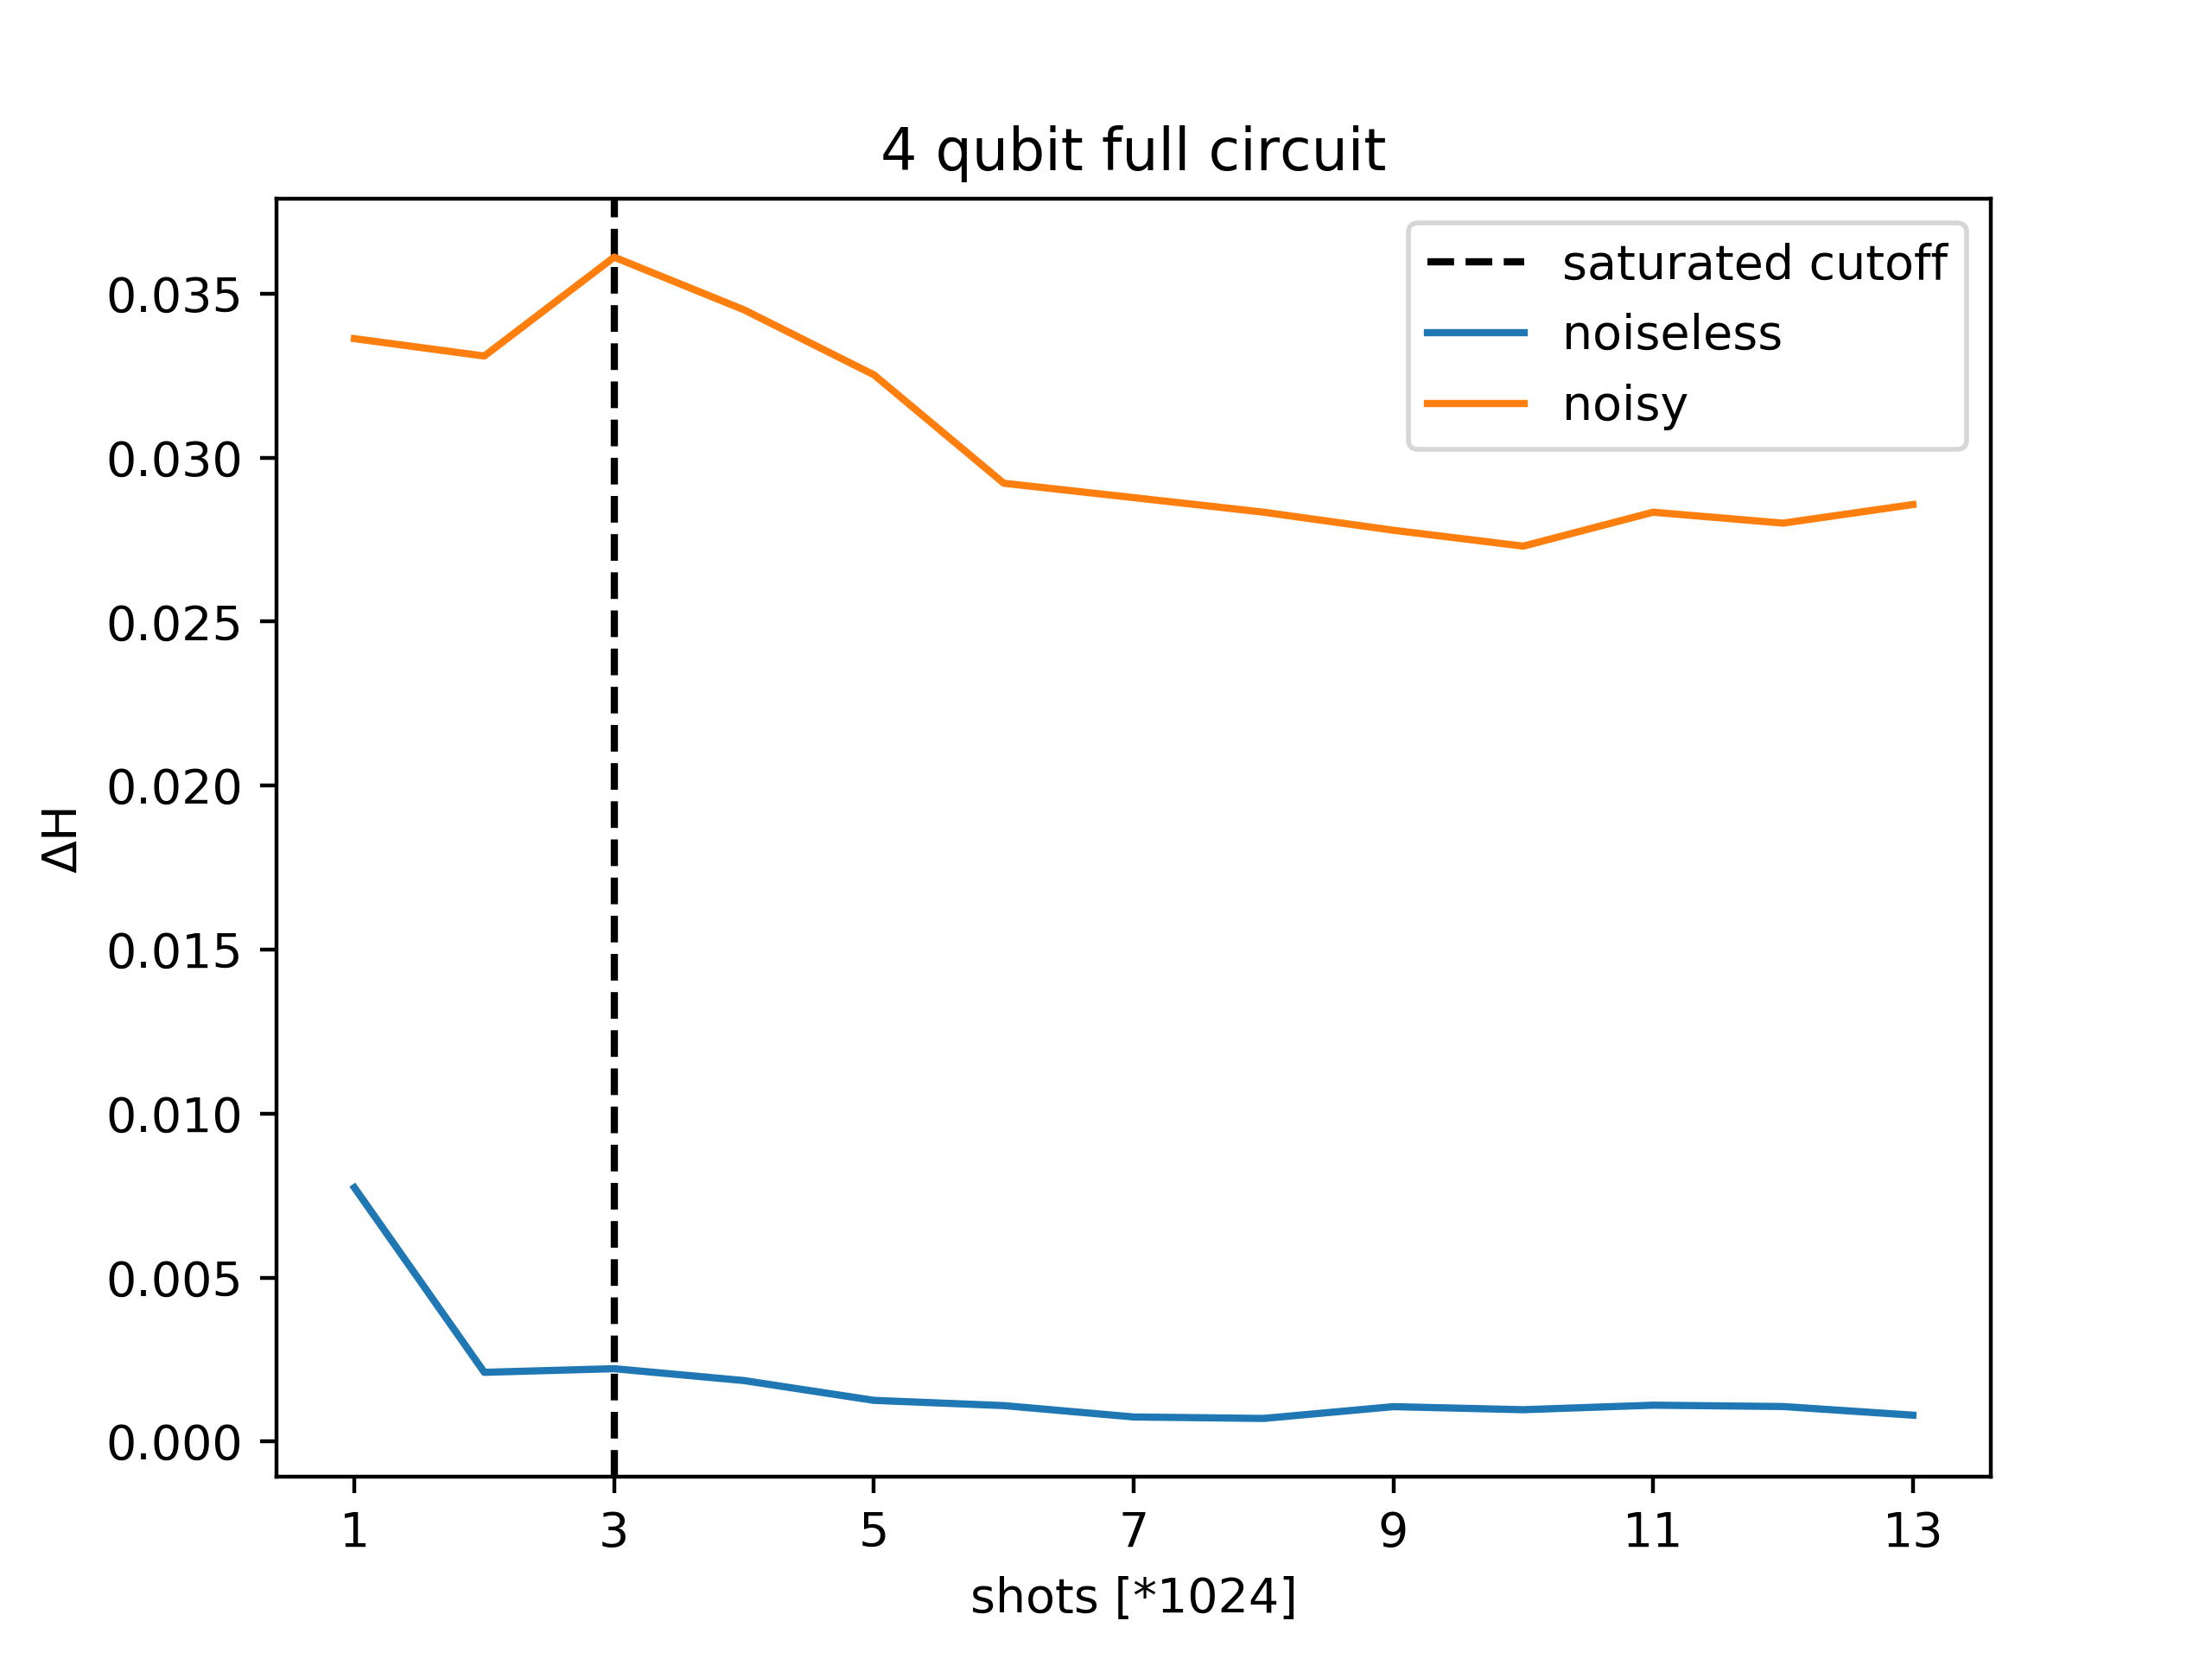 4 qubit full circuit
saturated cutoff
noiseless
noisy
0.035
0.030
0.025
0.020
0.015
0.010
0.005
0.000
ΔH
1 3 5 7 9 11 13
shots [*1024]